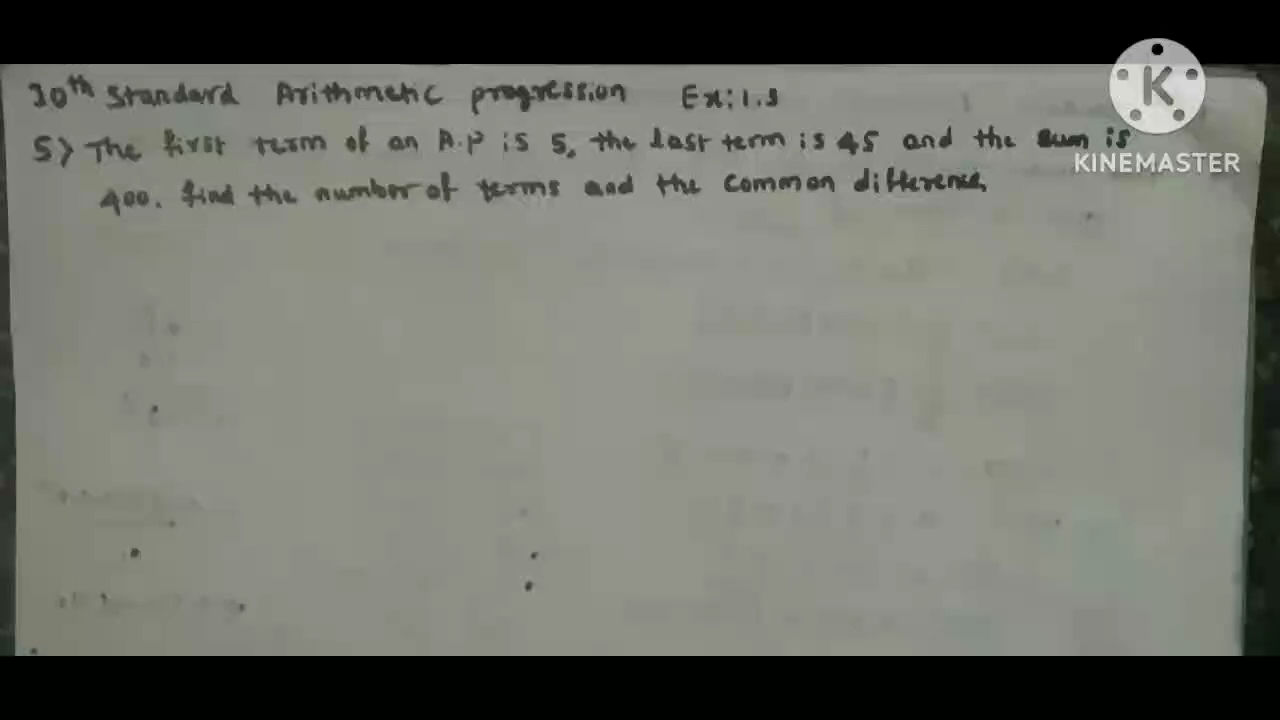 10th Standard Arithmetic progression Ex: 1.3
5) The first term of an A.P is 5, the last term is 45 and the sum is
400. find the number of terms and the common difference.
K
KINEMASTER